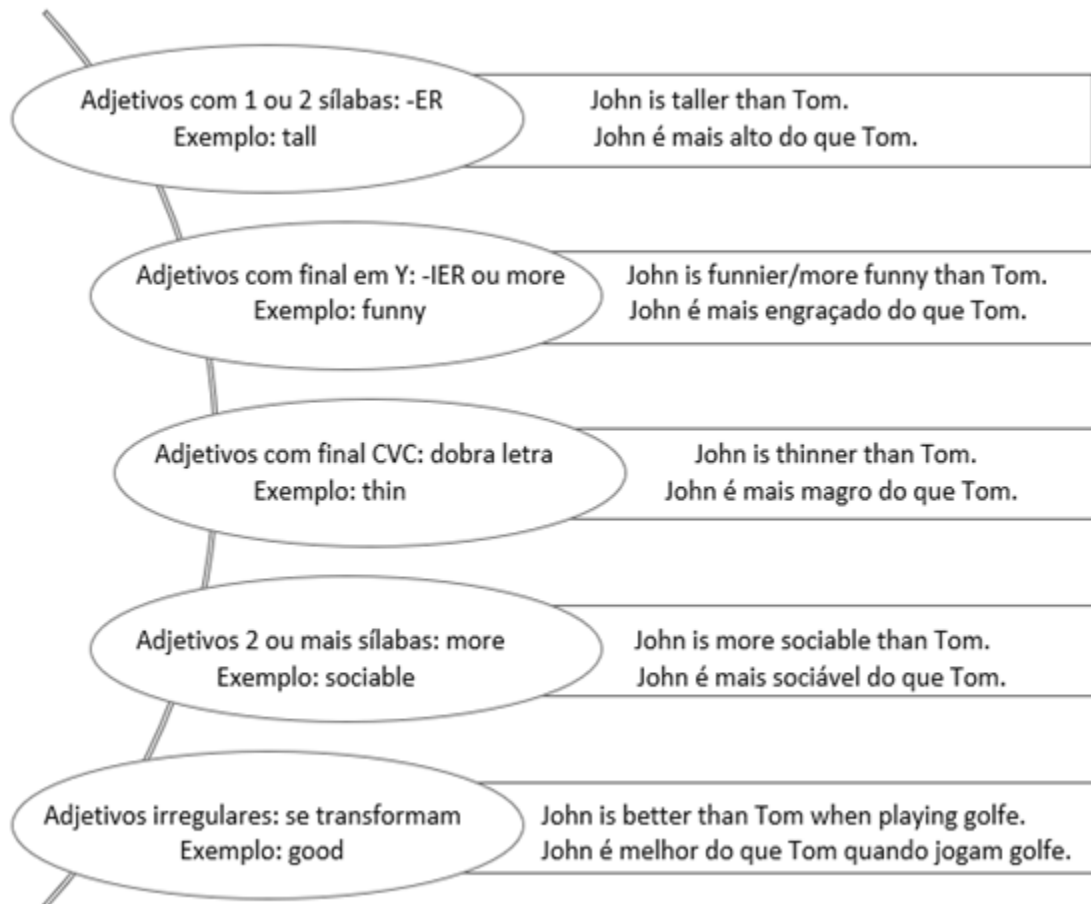 Adjetivos com 1 ou 2 sílabas: -ER
Exemplo: tall
John is taller than Tom.
John é mais alto do que Tom.
Adjetivos com final em Y: -IER ou more
Exemplo: funny
John is funnier/more funny than Tom.
John é mais engraçado do que Tom.
Adjetivos com final CVC: dobra letra
Exemplo: thin
John is thinner than Tom.
John é mais magro do que Tom.
Adjetivos 2 ou mais sílabas: more
Exemplo: sociable
John is more sociable than Tom.
John é mais sociável do que Tom.
Adjetivos irregulares: se transformam
Exemplo: good
John is better than Tom when playing golfe.
John é melhor do que Tom quando jogam golfe.